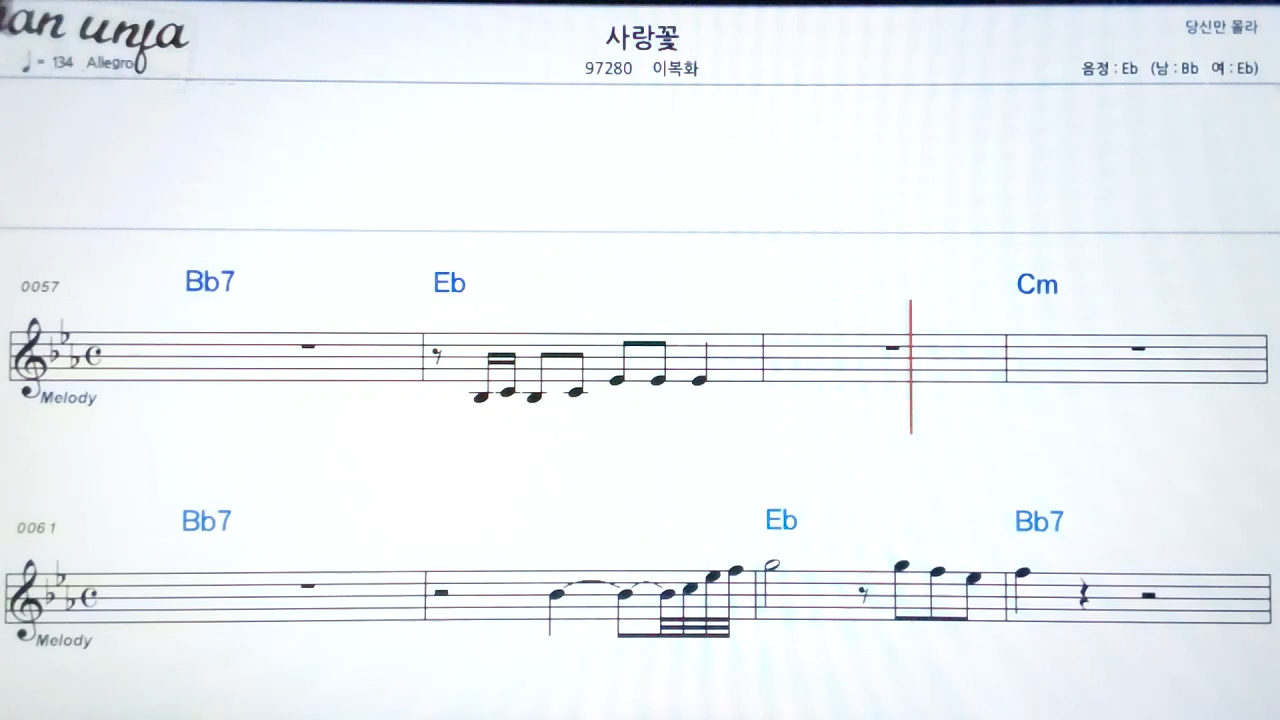 an unja
♩ = 134 Allegro
사랑꽃
97280 이복화
당신만 몰라
음정 : Eb (남 : Bb 여 : Eb)
0057 Bb7 Eb Cm
Melody
0061 Bb7 Eb Bb7
Melody